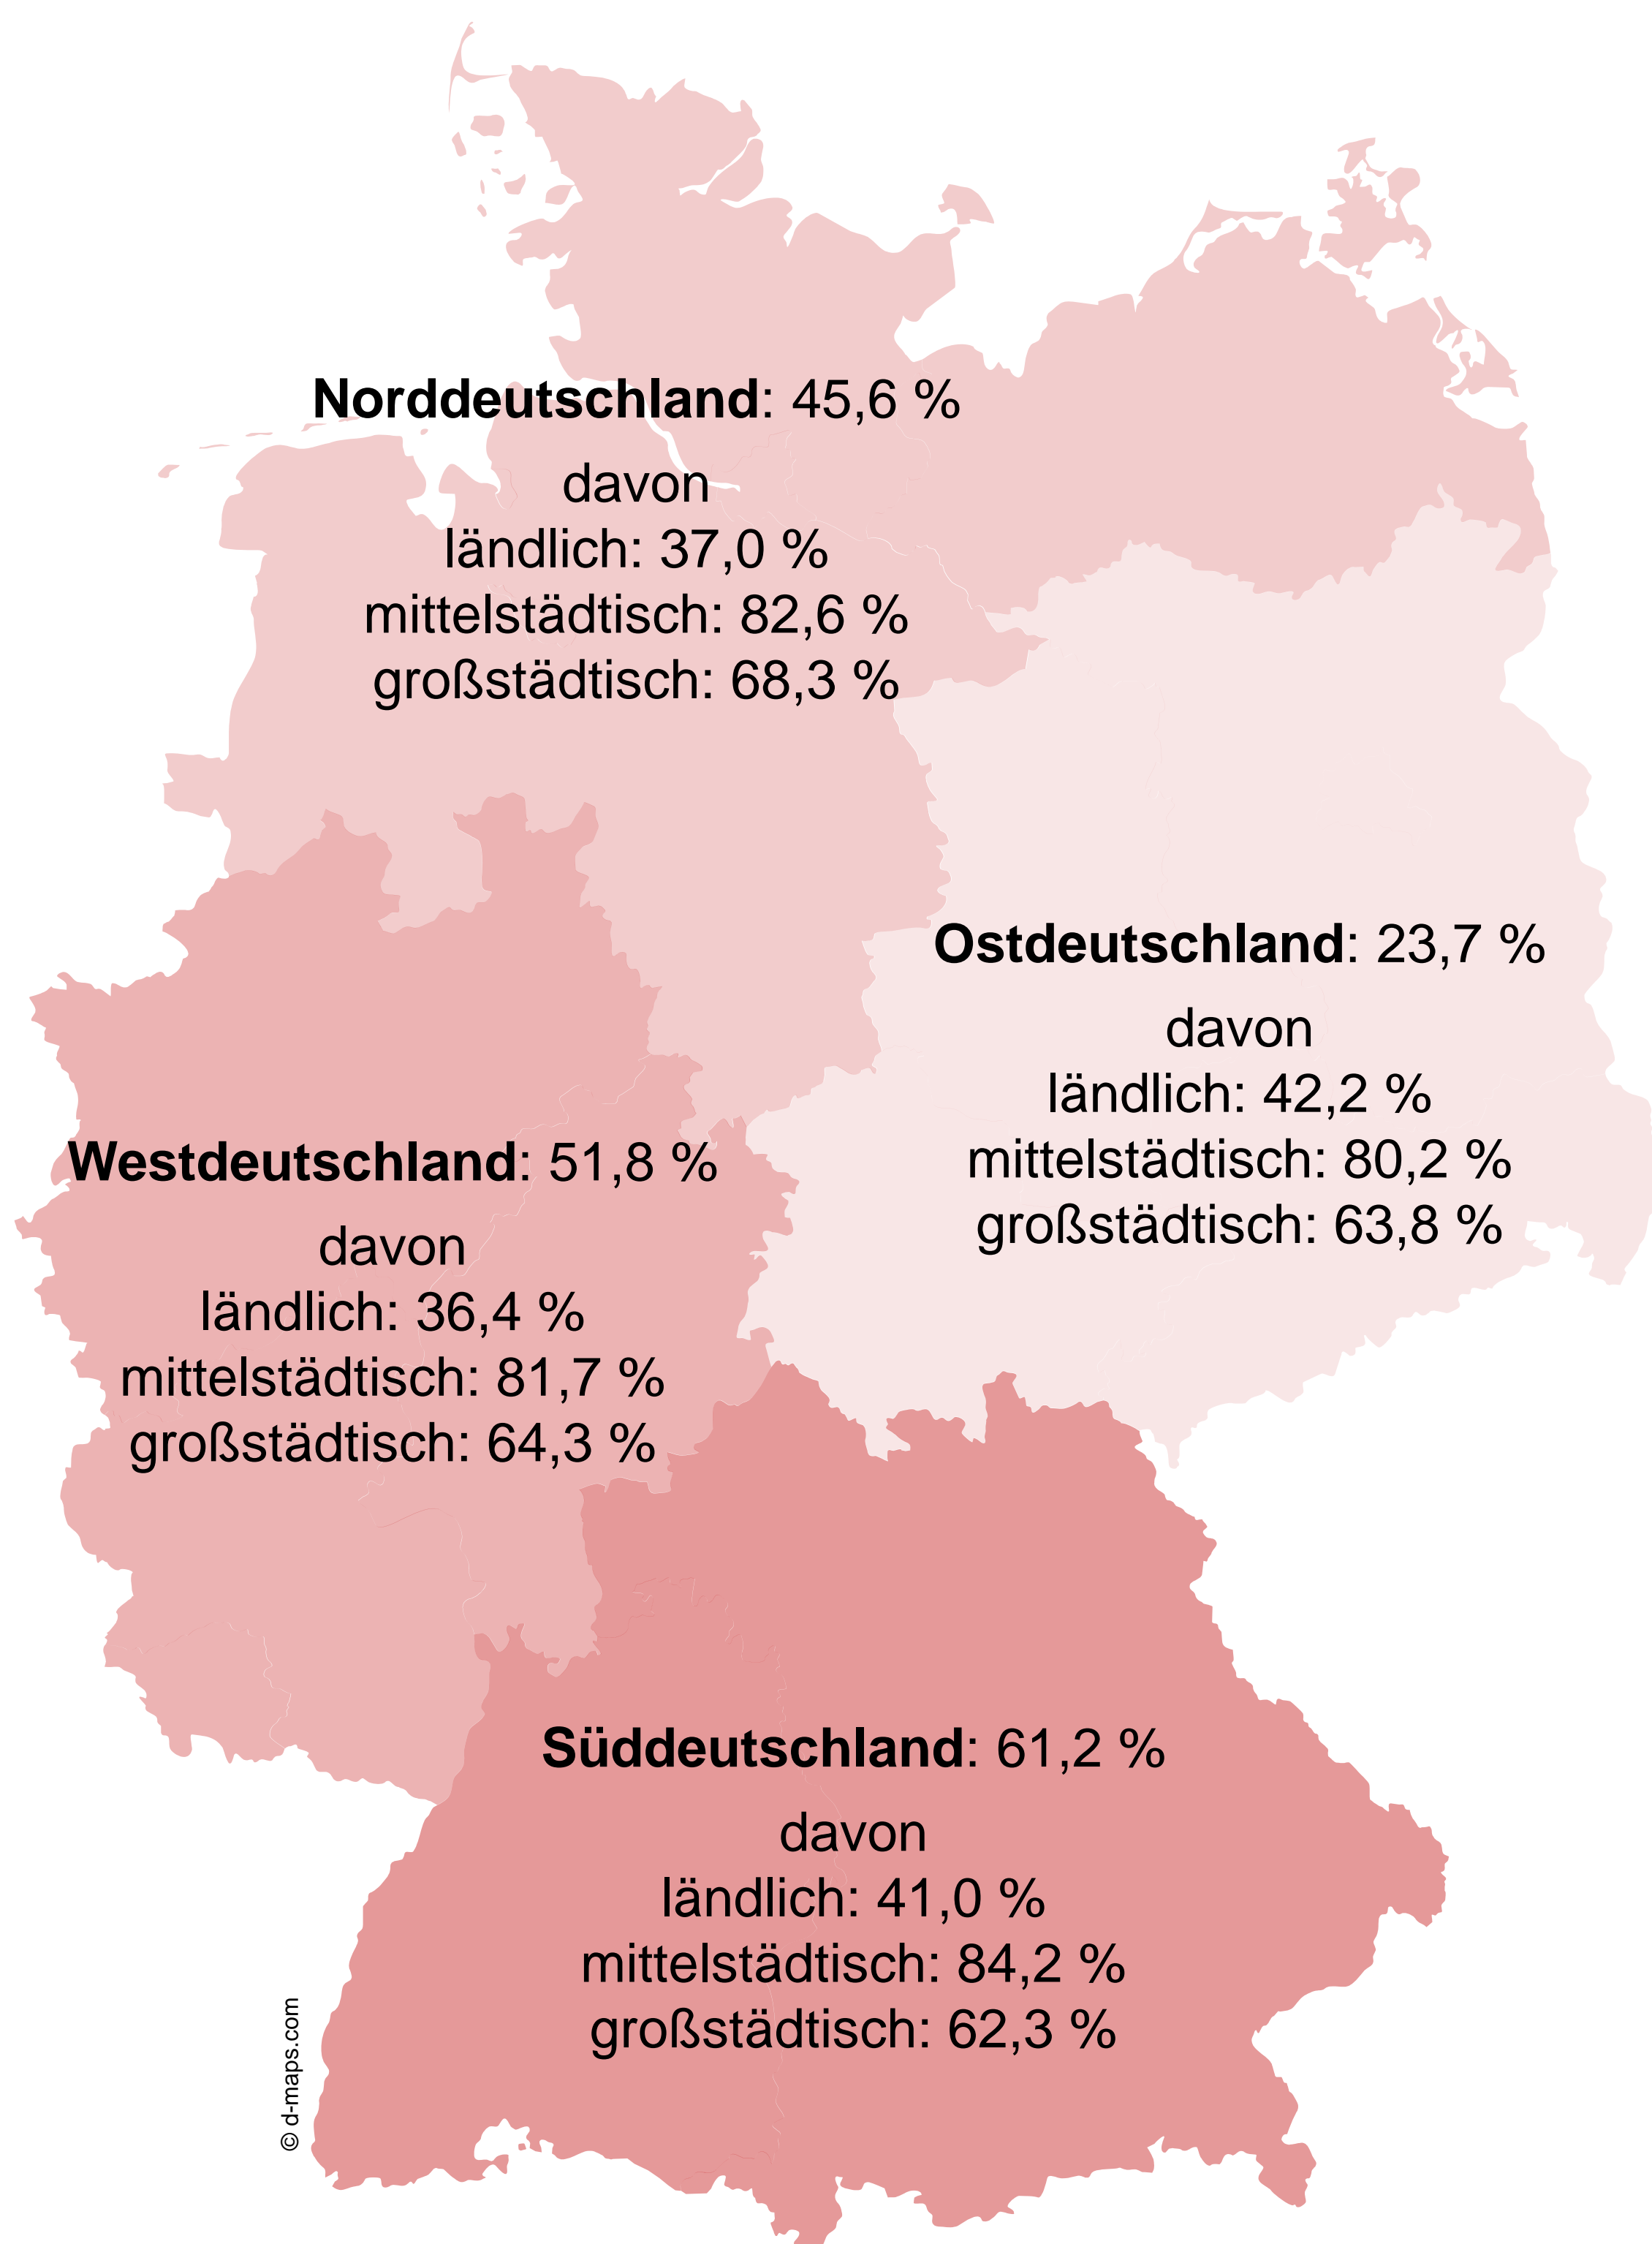 Norddeutschland: 45,6 %
davon
ländlich: 37,0 %
mittelstädtisch: 82,6 %
großstädtisch: 68,3 %
Ostdeutschland: 23,7 %
davon
ländlich: 42,2 %
mittelstädtisch: 80,2 %
großstädtisch: 63,8 %
Westdeutschland: 51,8 %
davon
ländlich: 36,4 %
mittelstädtisch: 81,7 %
großstädtisch: 64,3 %
Süddeutschland: 61,2 %
davon
ländlich: 41,0 %
mittelstädtisch: 84,2 %
großstädtisch: 62,3 %
© d-maps.com